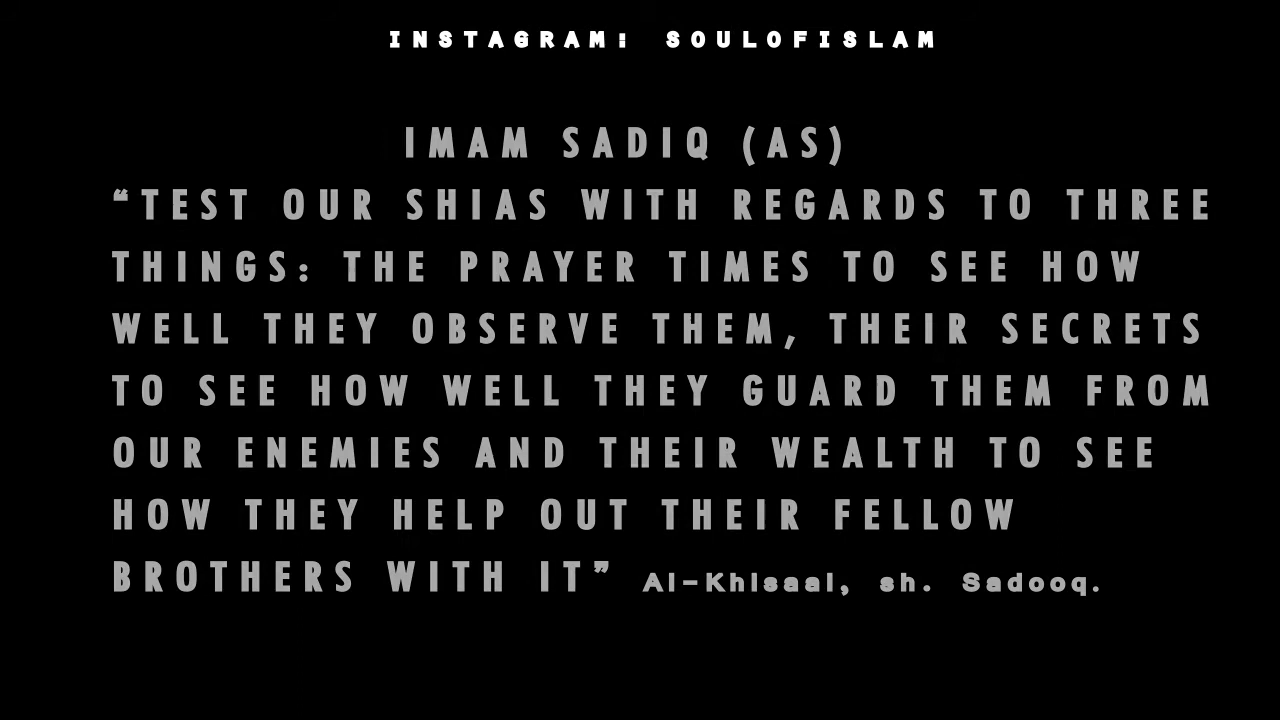 INSTAGRAM: SOULOFISLAM
IMAM SADIQ (AS)
“TEST OUR SHIAS WITH REGARDS TO THREE
THINGS: THE PRAYER TIMES TO SEE HOW
WELL THEY OBSERVE THEM, THEIR SECRETS
TO SEE HOW WELL THEY GUARD THEM FROM
OUR ENEMIES AND THEIR WEALTH TO SEE
HOW THEY HELP OUT THEIR FELLOW
BROTHERS WITH IT” Al-Khisaal, sh. Sadooq.